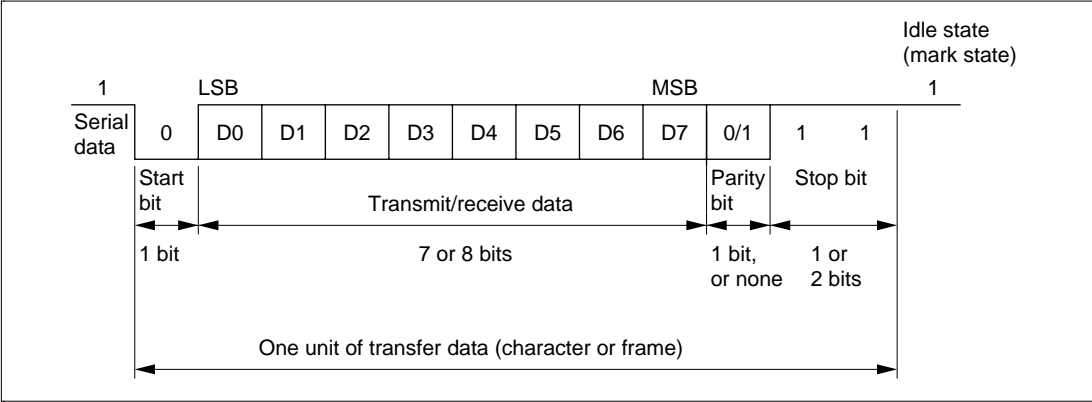 Idle state
(mark state)
1 LSB MSB 1
Serial
data
0 D0 D1 D2 D3 D4 D5 D6 D7 0/1 1 1
Start
bit
Transmit/receive data
Parity
bit
Stop bit
1 bit
7 or 8 bits
1 bit,
or none
1 or
2 bits
One unit of transfer data (character or frame)